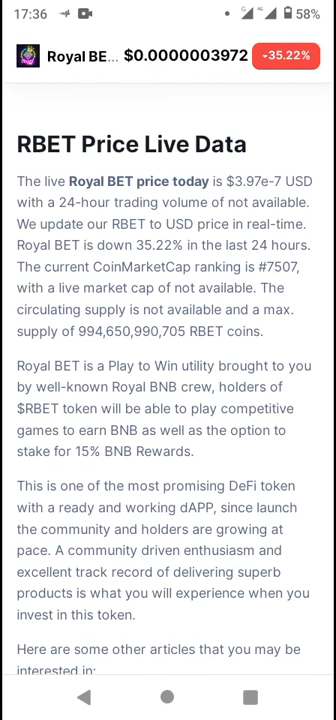 17:36
58%
Royal BE... $0.0000003972 -35.22%
RBET Price Live Data
The live Royal BET price today is $3.97e-7 USD
with a 24-hour trading volume of not available.
We update our RBET to USD price in real-time.
Royal BET is down 35.22% in the last 24 hours.
The current CoinMarketCap ranking is #7507,
with a live market cap of not available. The
circulating supply is not available and a max.
supply of 994,650,990,705 RBET coins.
Royal BET is a Play to Win utility brought to you
by well-known Royal BNB crew, holders of
$RBET token will be able to play competitive
games to earn BNB as well as the option to
stake for 15% BNB Rewards.
This is one of the most promising DeFi token
with a ready and working dAPP, since launch
the community and holders are growing at
pace. A community driven enthusiasm and
excellent track record of delivering superb
products is what you will experience when you
invest in this token.
Here are some other articles that you may be
interested in: